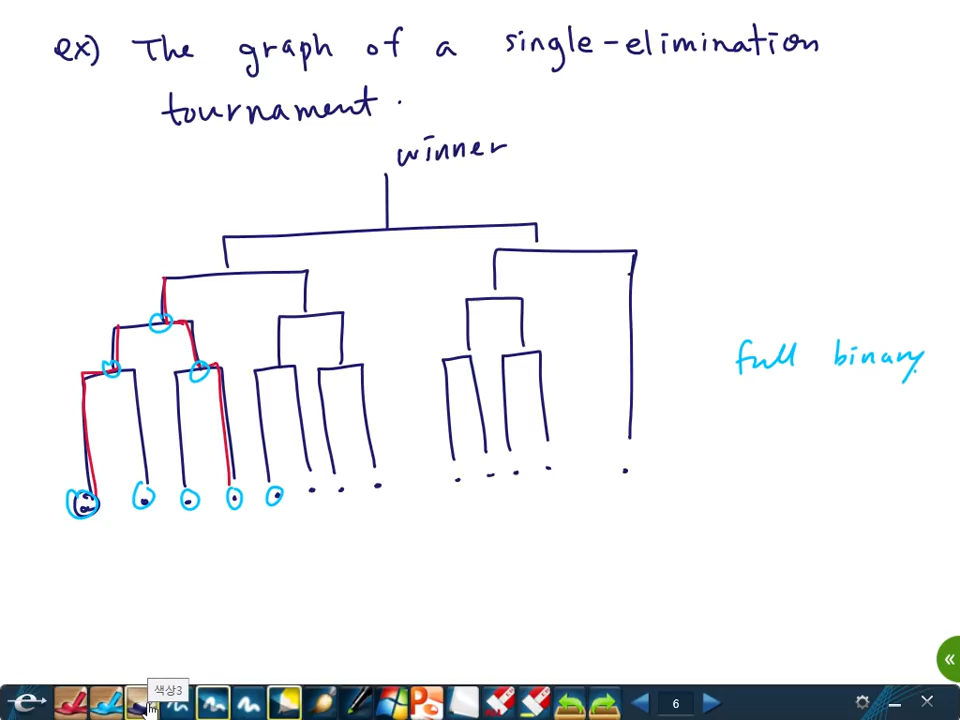 ex) The graph of a single-elimination
tournament.
winner
full binary
a
색상3
6